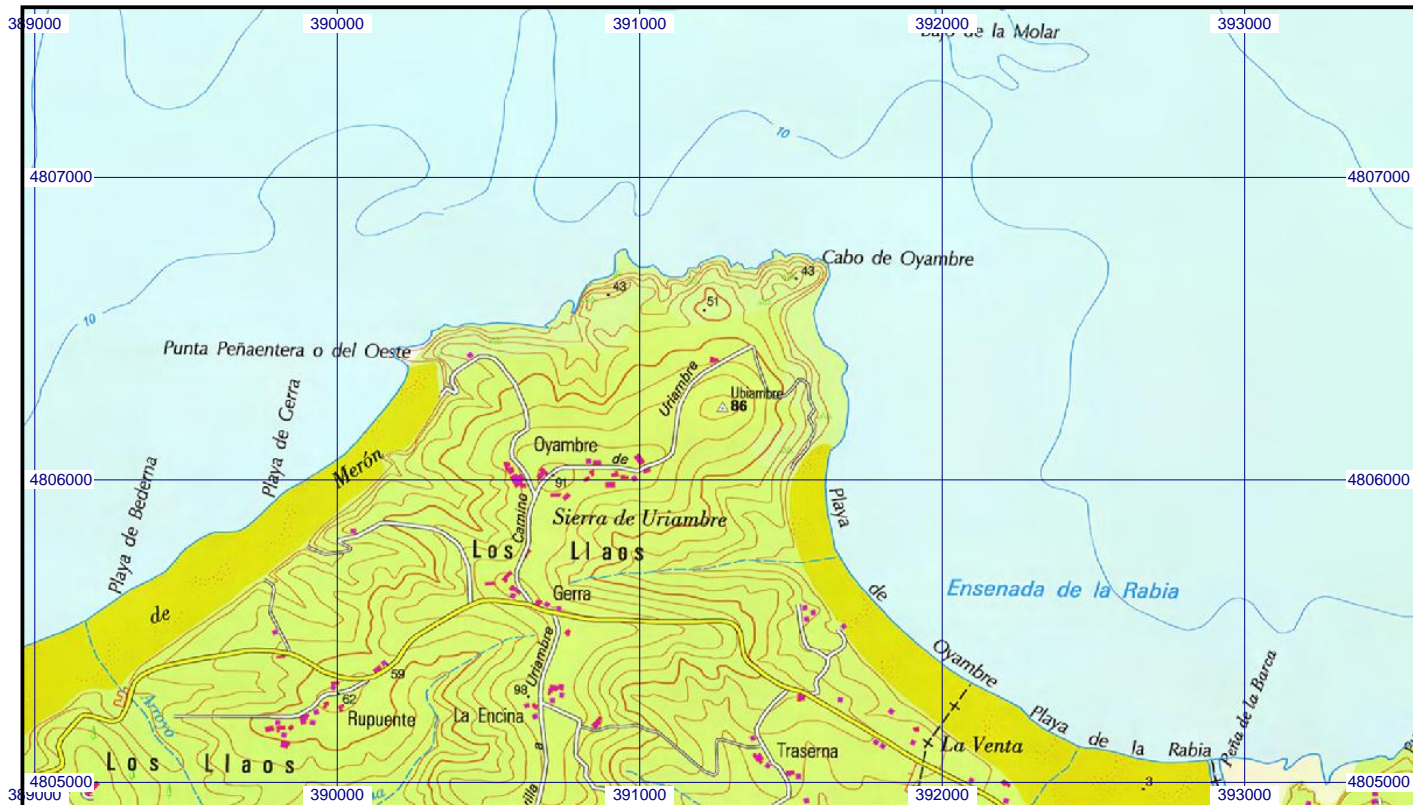 389000
390000
391000
392000
393000
Bajo de la Molar
10
4807000
4807000
Cabo de Oyambre
43
43
51
10
Punta Peñaentera o del Oeste
Playa de Gerra
Uriambre
Ubiambre
86
Oyambre
de
Merón
Playa de Bederna
4806000
4806000
91
Camino
Playa
Sierra de Uriambre
Los Llaos
Ensenada de la Rabia
de
Gerra
de
Uriambre
Oyambre
59
98
62
Rupuente
La Encina
Arroyo
Peña de la Barca
Playa de la Rabia
La Venta
Traserna
a
Los Llaos
3
4805000
4805000
389000
390000
391000
392000
393000